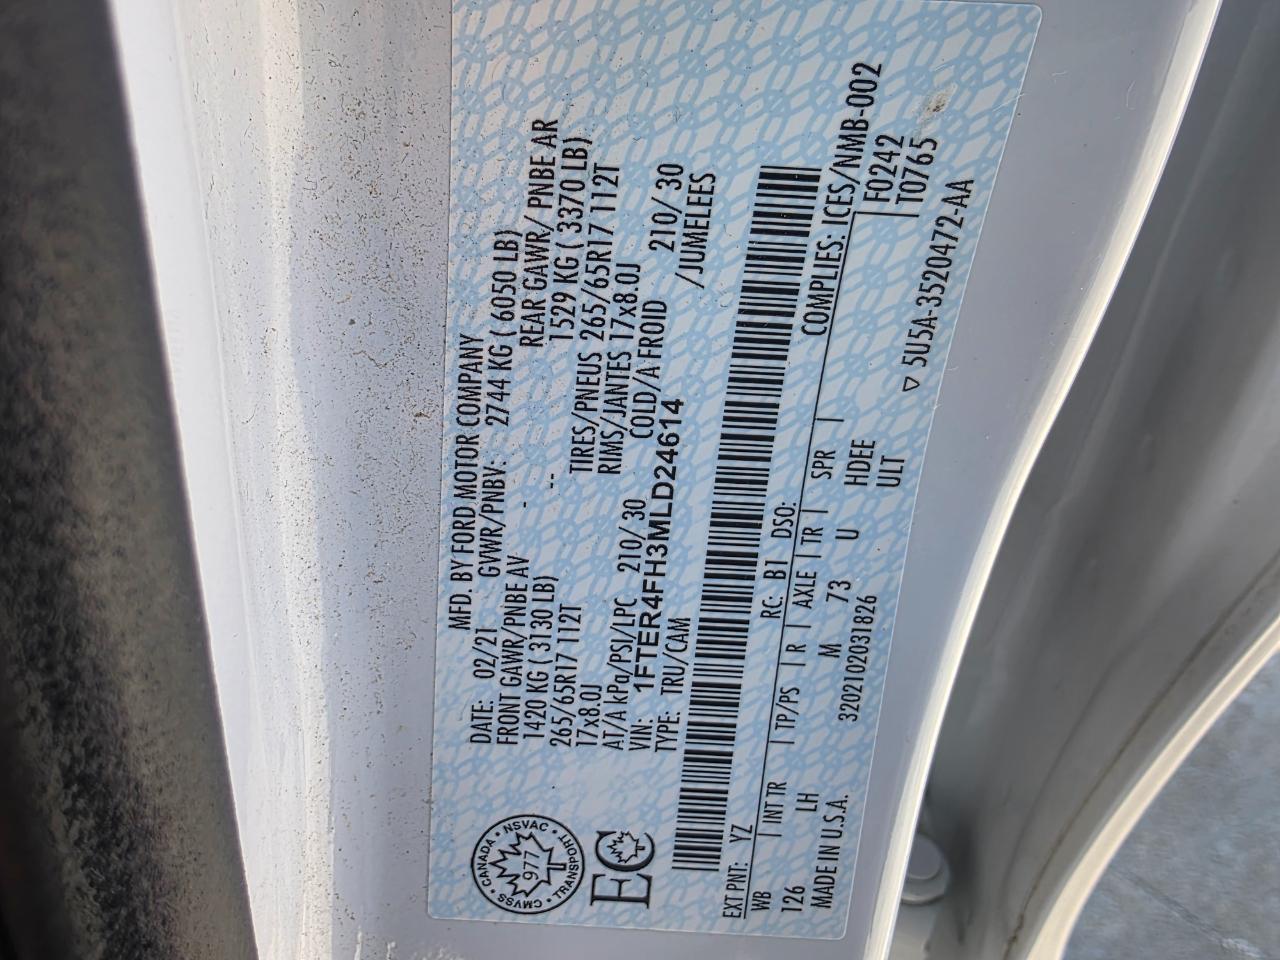 MFD. BY FORD MOTOR COMPANY
DATE: 02/21 GVWR/PNBV: 2744 KG ( 6050 LB)
FRONT GAWR/PNBE AV - REAR GAWR/ PNBE AR
1420 KG ( 3130 LB) -- 1529 KG ( 3370 LB)
265/65R17 112T TIRES/PNEUS 265/65R17 112T
17x8.0J RIMS/JANTES 17x8.0J
AT/A kPa/PSI/LPC 210/ 30 COLD/A FROID 210/ 30
VIN: 1FTER4FH3MLD24614 /JUMELEES
TYPE: TRU/CAM
CMVSS • CANADA • NSVAC • TRANSPORT •
977
EC
COMPLIES: ICES/NMB-002
EXT PNT: YZ RC: B1 DSO: F0242
WB | INT TR | TP/PS | R | AXLE | TR | SPR | T0765
126 LH M 73 U HDEE
MADE IN U.S.A. 3202102031826 ULT
▽ 5U5A-3520472-AA